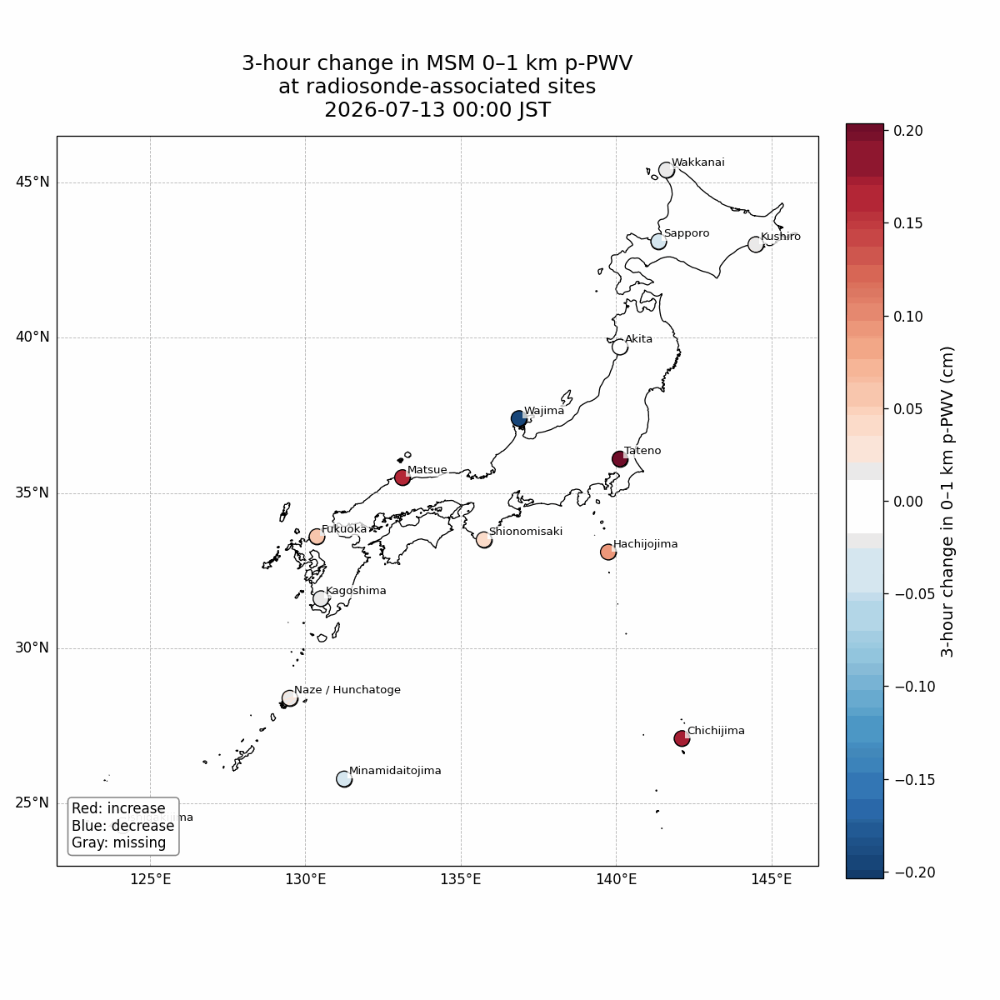 3-hour change in MSM 0–1 km p-PWV
at radiosonde-associated sites
2026-07-13 00:00 JST
45°N
40°N
35°N
30°N
25°N
125°E
130°E
135°E
140°E
145°E
Wakkanai
Sapporo
Kushiro
Akita
Wajima
Tateno
Matsue
Fukuoka
Shionomisaki
Hachijojima
Kagoshima
Naze / Hunchatoge
Chichijima
Minamidaitojima
Red: increase
Blue: decrease
Gray: missing
0.20
0.15
0.10
0.05
0.00
−0.05
−0.10
−0.15
−0.20
3-hour change in 0–1 km p-PWV (cm)